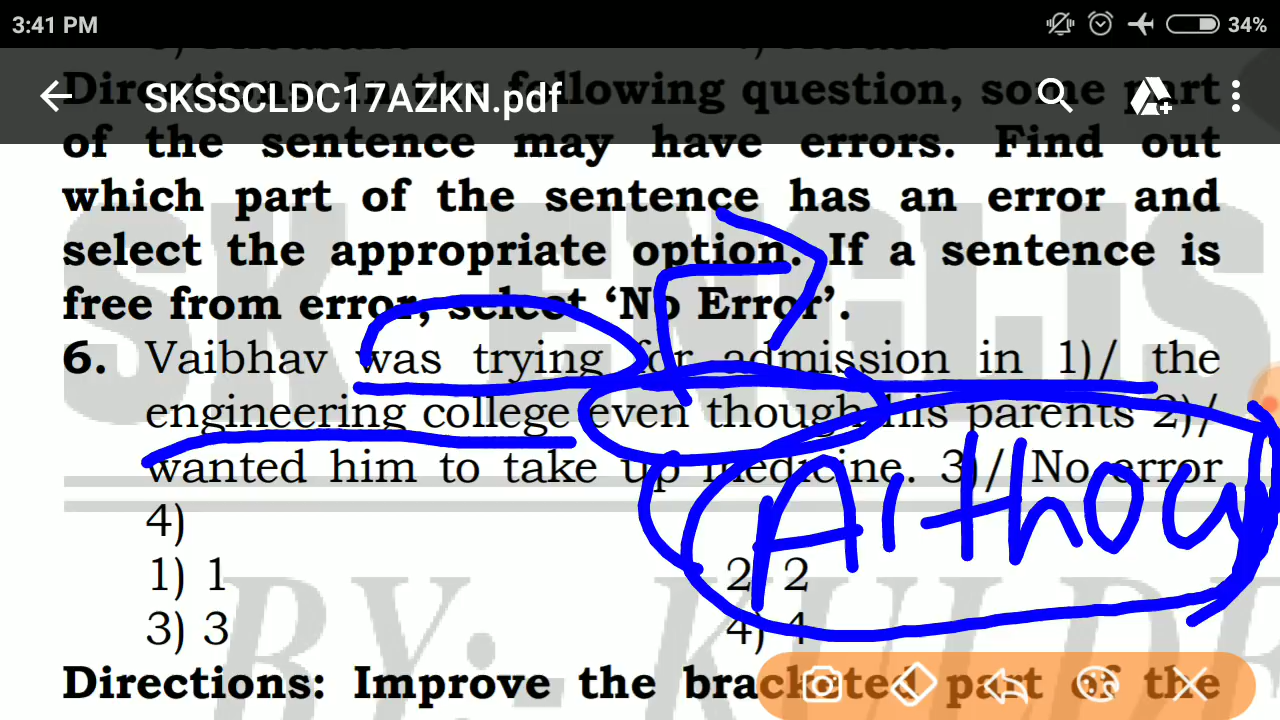 3:41 PM
34%
SKSSCLDC17AZKN.pdf
Directions: In the following question, some part
of the sentence may have errors. Find out
which part of the sentence has an error and
select the appropriate option. If a sentence is
free from error, select ‘No Error’.
6. Vaibhav was trying for admission in 1)/ the
engineering college even though his parents 2)/
wanted him to take up medicine. 3)/ No error
4)
Althou
1) 1 2) 2
3) 3 4) 4
Directions: Improve the bracketed part of the
SK ENGLIS
BY:- KULDE